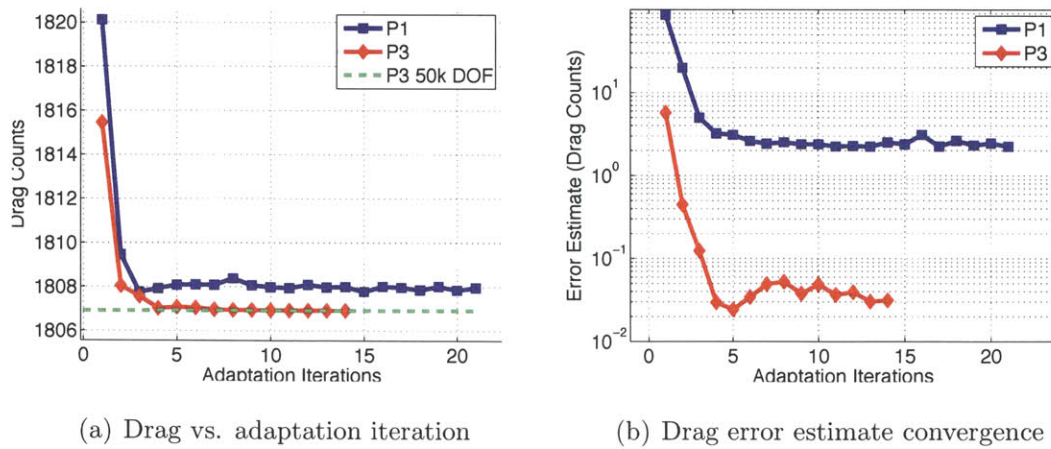 1820
1818
1816
1814
1812
1810
1808
1806
Drag Counts
0 5 10 15 20
Adaptation Iterations
P1
P3
P3 50k DOF
(a) Drag vs. adaptation iteration
10^1
10^0
10^-1
10^-2
Error Estimate (Drag Counts)
0 5 10 15 20
Adaptation Iterations
P1
P3
(b) Drag error estimate convergence